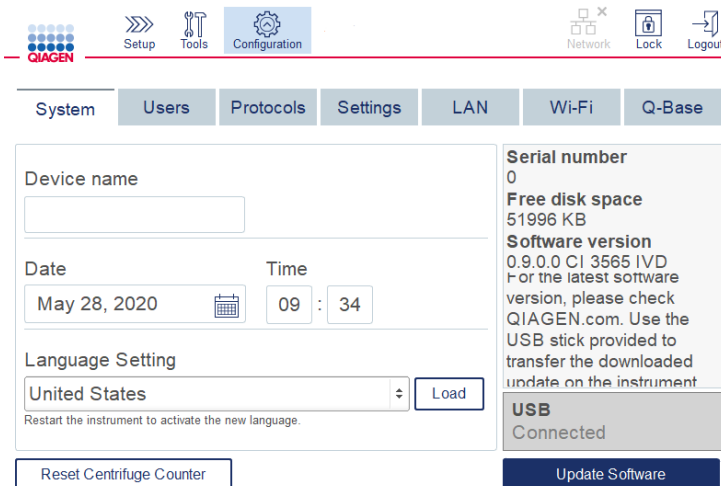 QIAGEN
Setup
Tools
Configuration
Network
Lock
Logout
System
Users
Protocols
Settings
LAN
Wi-Fi
Q-Base
Device name
Date
Time
May 28, 2020
09 : 34
Language Setting
United States
Load
Restart the instrument to activate the new language.
Reset Centrifuge Counter
Serial number
0
Free disk space
51996 KB
Software version
0.9.0.0 CI 3565 IVD
For the latest software
version, please check
QIAGEN.com. Use the
USB stick provided to
transfer the downloaded
update on the instrument
USB
Connected
Update Software